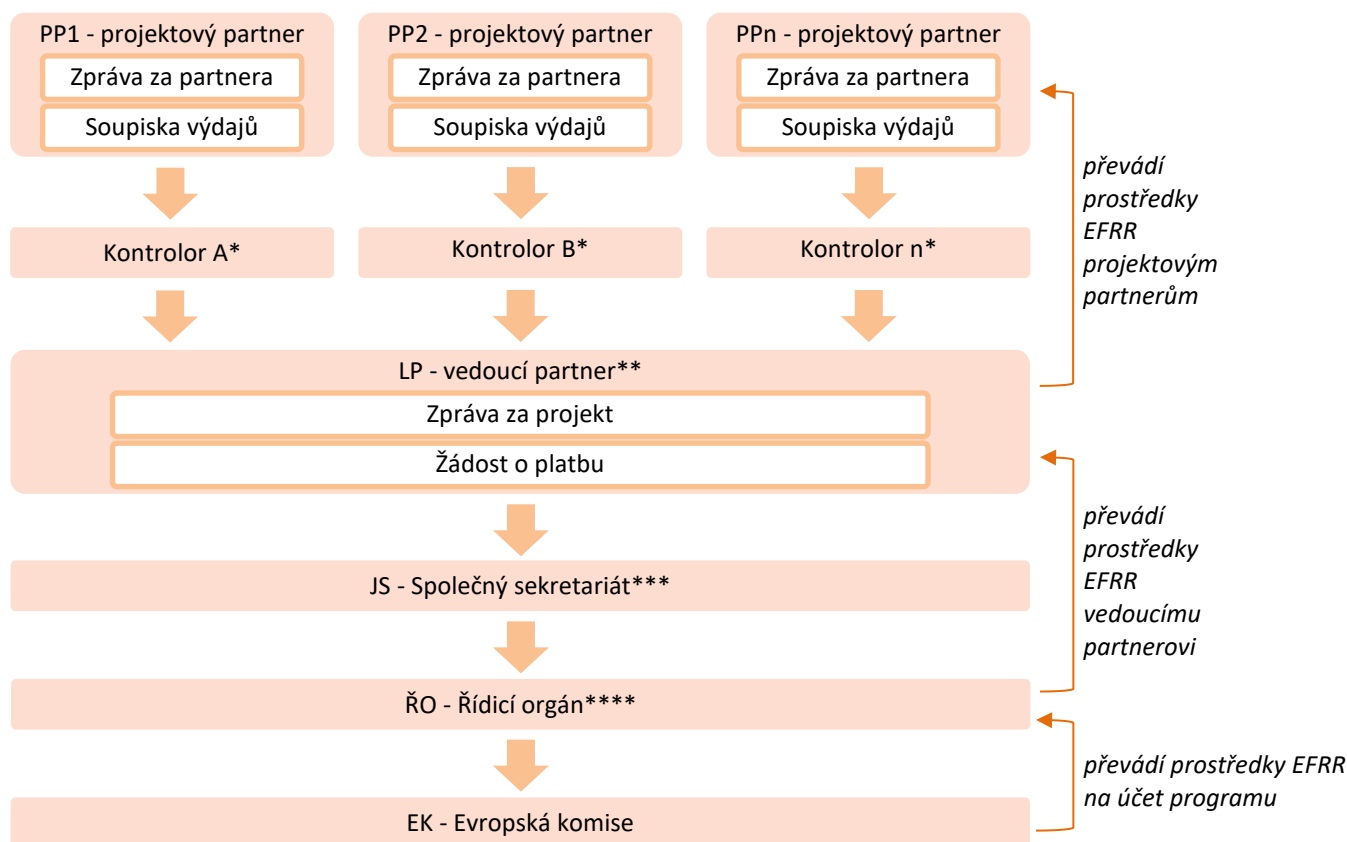 PP1 - projektový partner
Zpráva za partnera
Soupiska výdajů
PP2 - projektový partner
Zpráva za partnera
Soupiska výdajů
PPn - projektový partner
Zpráva za partnera
Soupiska výdajů
Kontrolor A*
Kontrolor B*
Kontrolor n*
převádí
prostředky
EFRR
projektovým
partnerům
LP - vedoucí partner**
Zpráva za projekt
Žádost o platbu
JS - Společný sekretariát***
převádí
prostředky
EFRR
vedoucímu
partnerovi
ŘO - Řídicí orgán****
převádí prostředky EFRR
na účet programu
EK - Evropská komise